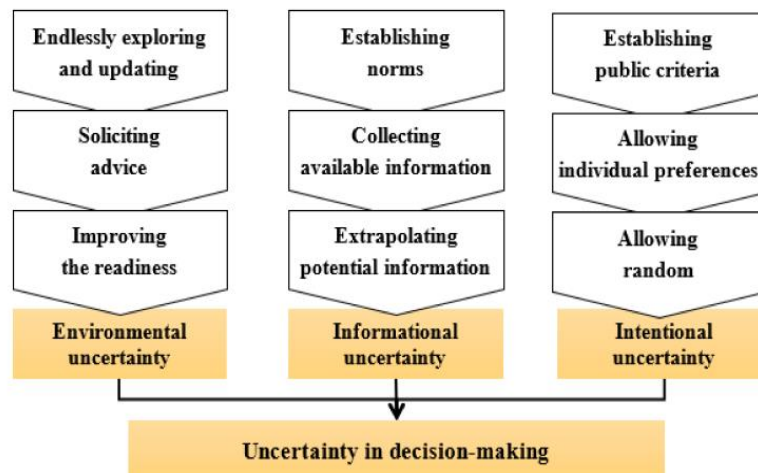 Endlessly exploring
and updating
Soliciting
advice
Improving
the readiness
Environmental
uncertainty
Establishing
norms
Collecting
available information
Extrapolating
potential information
Informational
uncertainty
Establishing
public criteria
Allowing
individual preferences
Allowing
random
Intentional
uncertainty
Uncertainty in decision-making